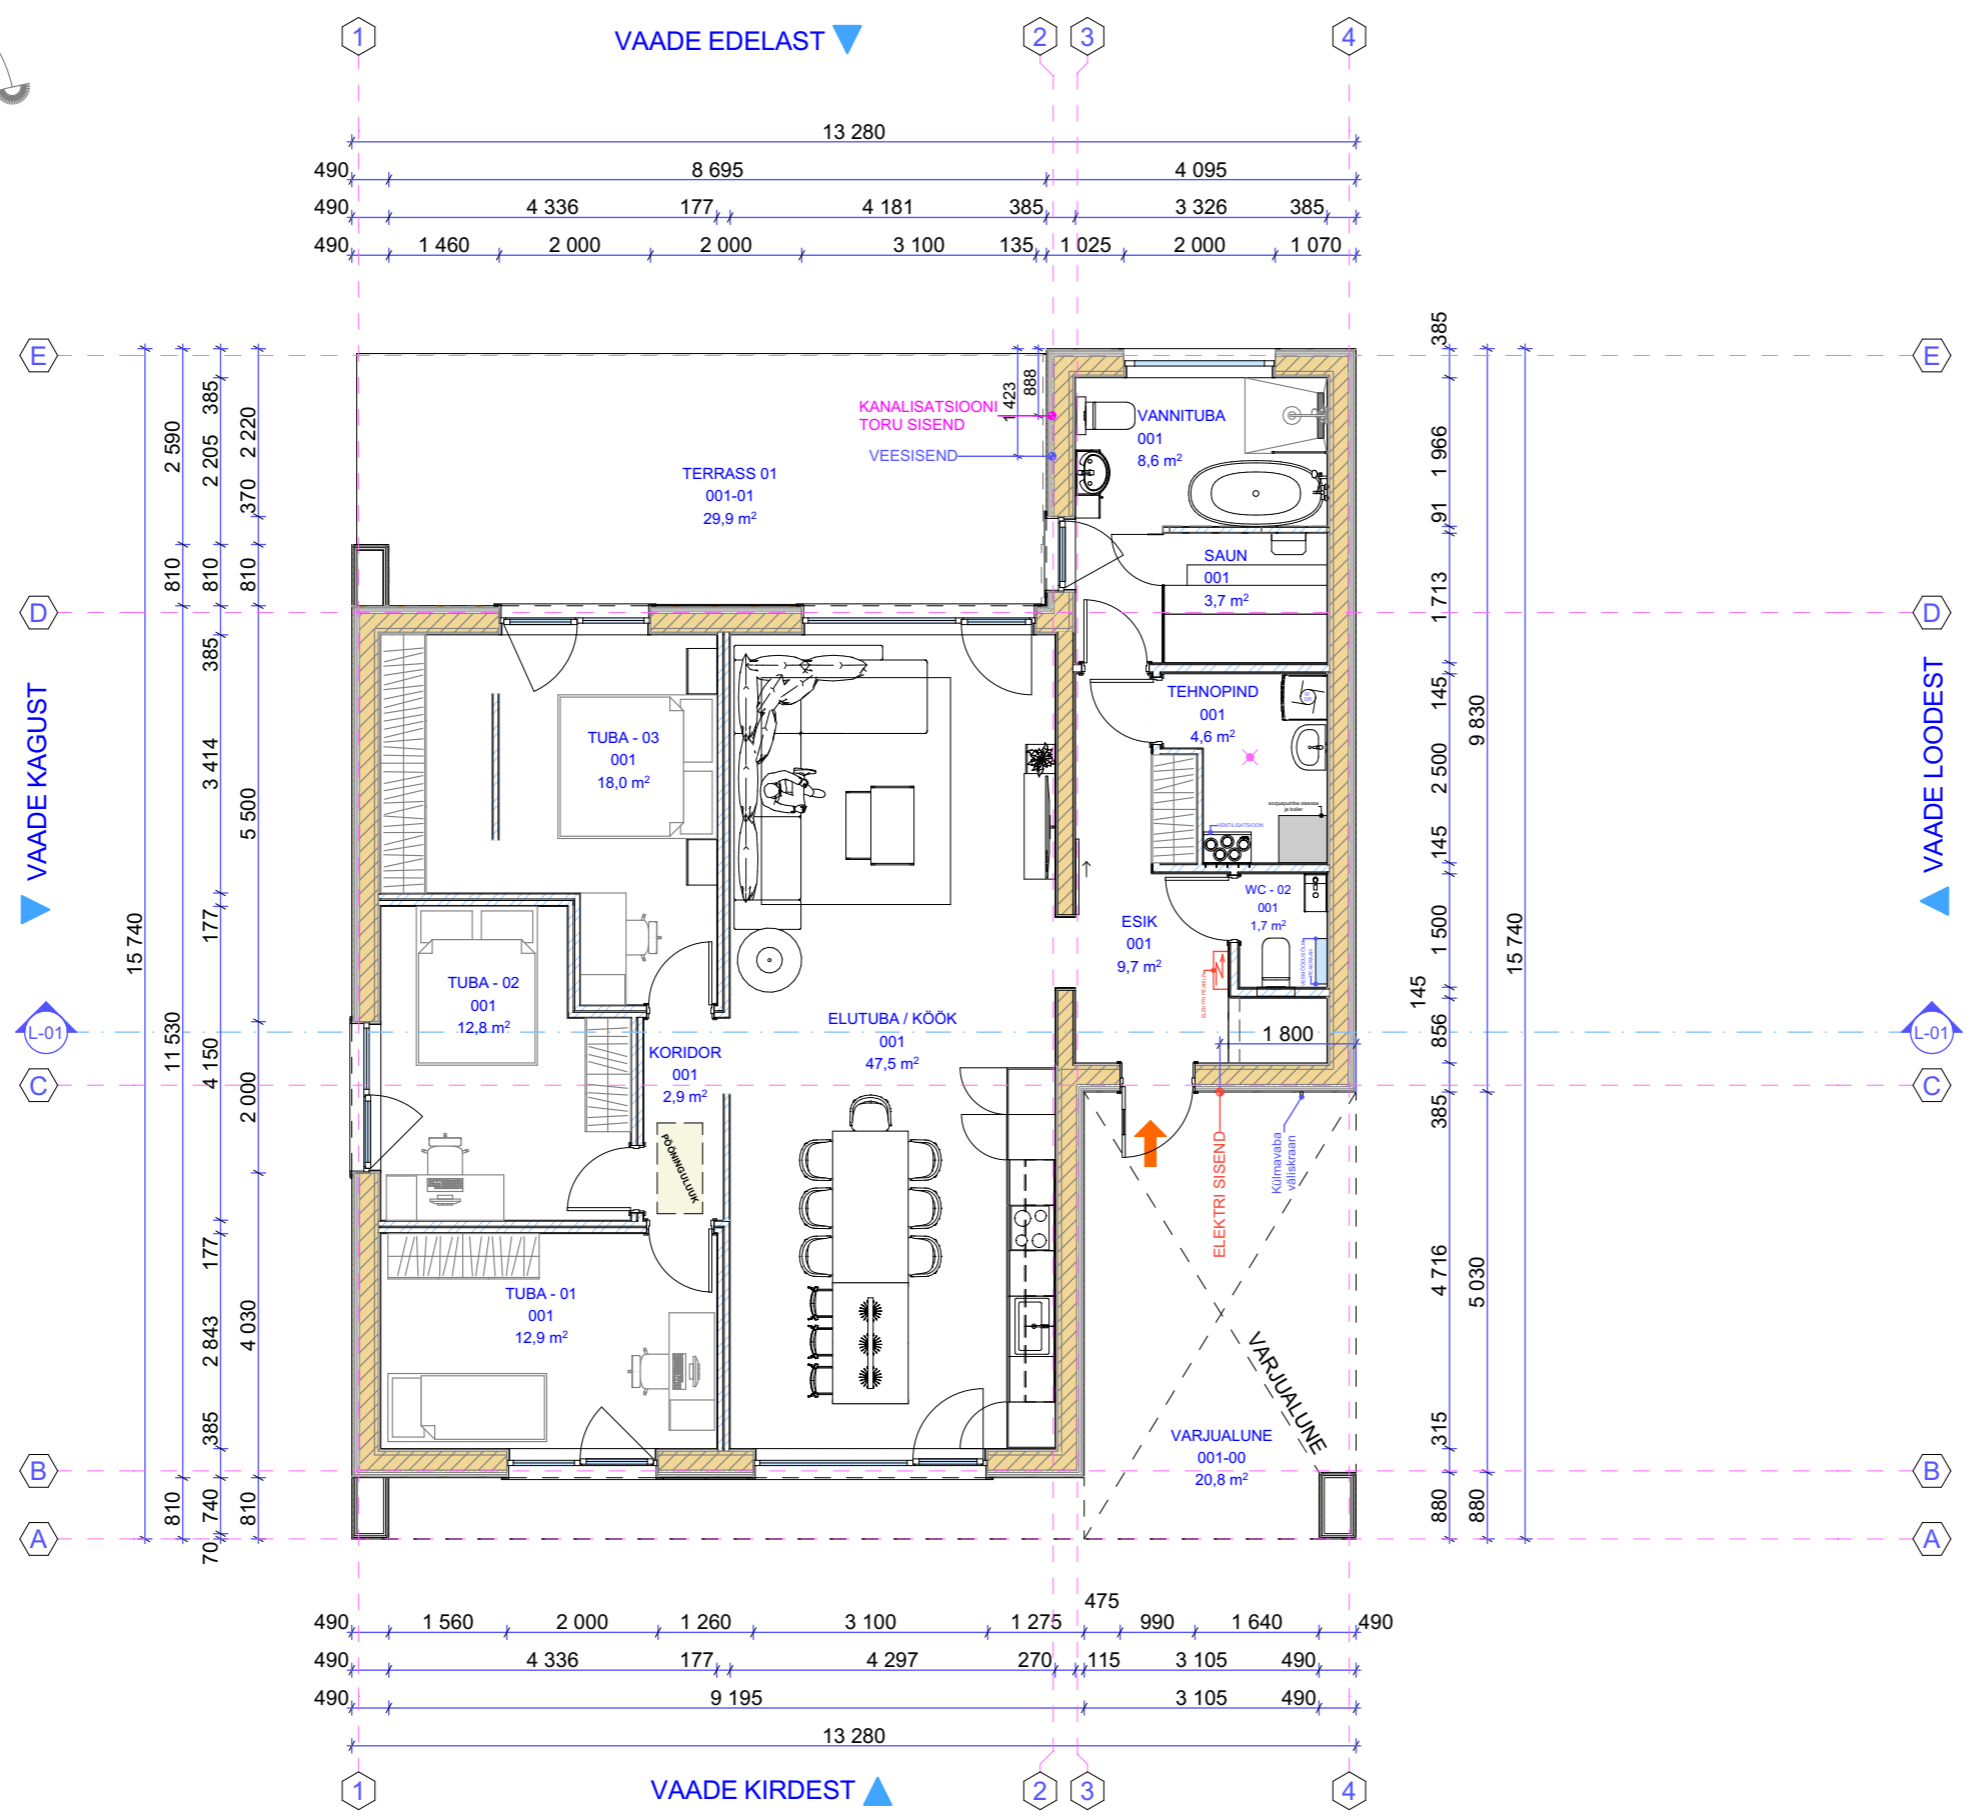 1
VAADE EDELAST
2
3
4
13 280
490
8 695
4 095
490
4 336
177
4 181
385
3 326
385
490
1 460
2 000
2 000
3 100
135
1 025
2 000
1 070
E
E
D
D
C
C
B
B
A
A
L-01
L-01
VAADE KAGUST
VAADE LOODEST
15 740
2 590
810
11 530
810
385
2 205
810
385
3 414
177
4 150
177
2 843
385
740
70
2 220
370
810
5 500
2 000
4 030
810
1 423
888
KANALISATSIOONI
TORU SISEND
VEESISEND
TERRASS 01
001-01
29,9 m²
VANNITUBA
001
8,6 m²
SAUN
001
3,7 m²
TEHNOPIND
001
4,6 m²
soojuspumba siseosa
ja boiler
VENTILATSIOON
WC - 02
001
1,7 m²
ESIK
001
9,7 m²
1 800
TUBA - 03
001
18,0 m²
TUBA - 02
001
12,8 m²
KORIDOR
001
2,9 m²
PÖÖNINGULUUK
ELUTUBA / KÖÖK
001
47,5 m²
TUBA - 01
001
12,9 m²
ELEKTRI SISEND
Külmavaba
väliskraan
VARJUALUNE
VARJUALUNE
001-00
20,8 m²
385
1 966
91
1 713
145
2 500
145
1 500
145
856
385
4 716
315
880
9 830
5 030
880
15 740
490
1 560
2 000
1 260
3 100
1 275
475
990
1 640
490
490
4 336
177
4 297
270
115
3 105
490
490
9 195
3 105
490
13 280
1
VAADE KIRDEST
2
3
4